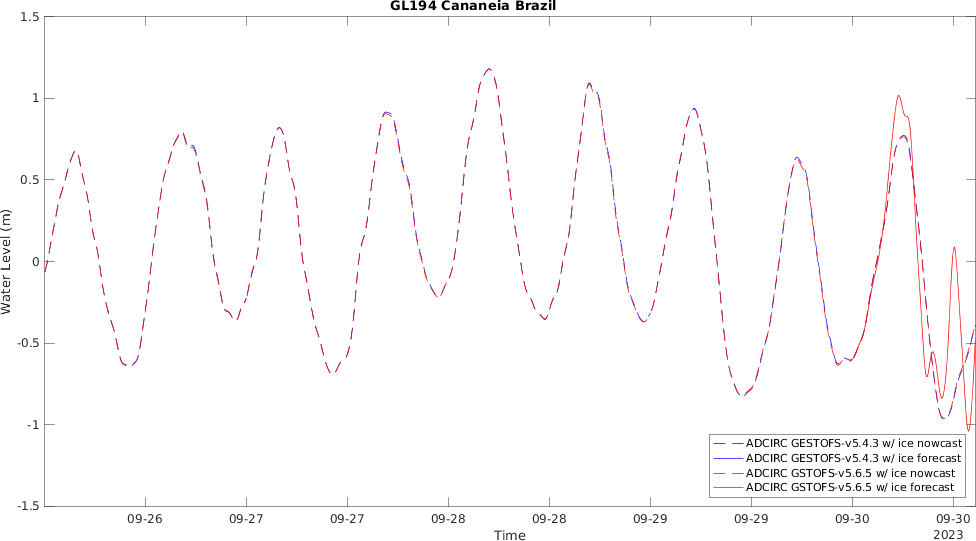 GL194 Cananeia Brazil
1.5
1
0.5
0
-0.5
-1
-1.5
Water Level (m)
09-26
09-27
09-27
09-28
09-28
09-29
09-29
09-30
09-30
2023
Time
ADCIRC GESTOFS-v5.4.3 w/ ice nowcast
ADCIRC GESTOFS-v5.4.3 w/ ice forecast
ADCIRC GSTOFS-v5.6.5 w/ ice nowcast
ADCIRC GSTOFS-v5.6.5 w/ ice forecast